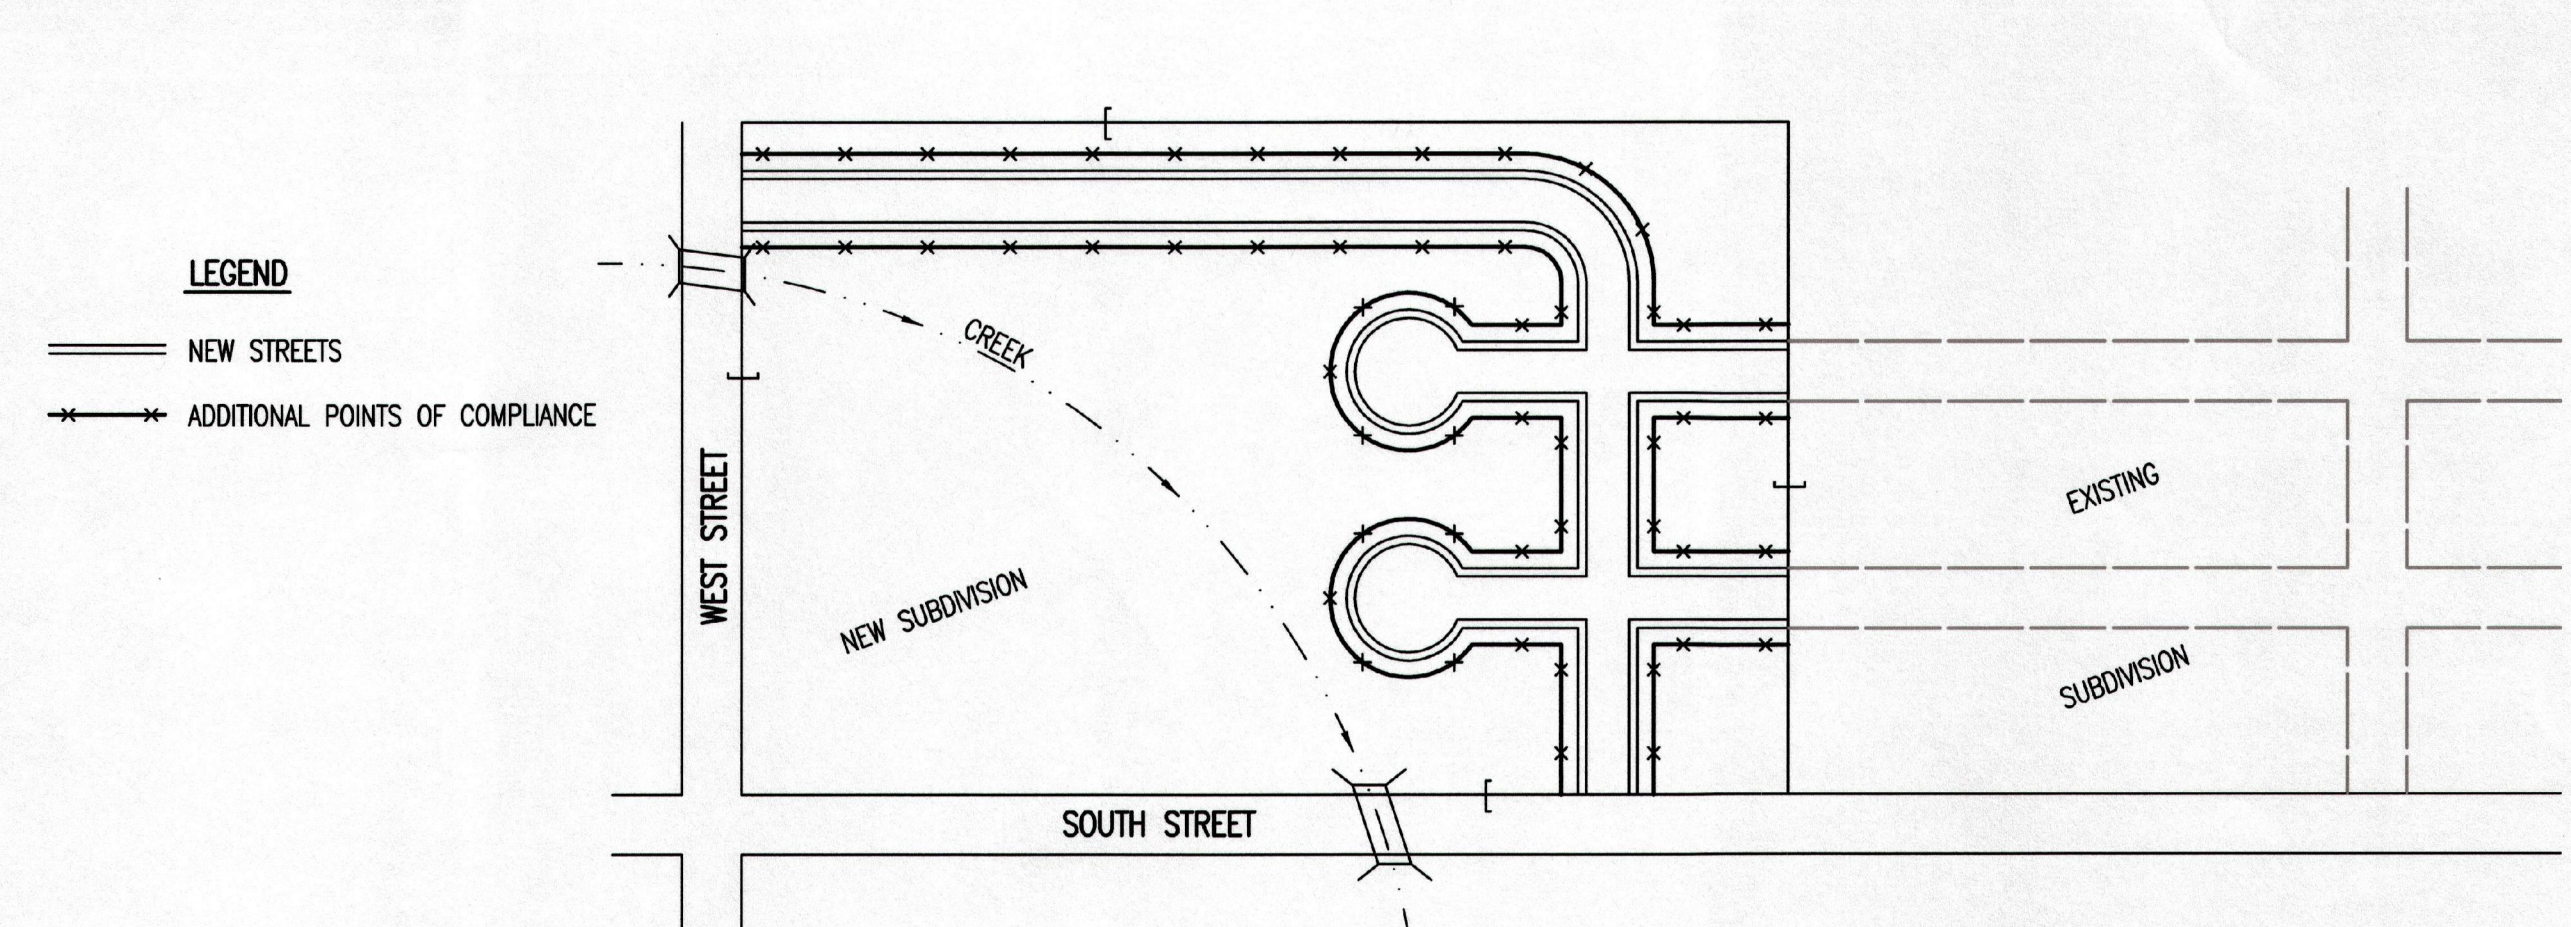 LEGEND
NEW STREETS
ADDITIONAL POINTS OF COMPLIANCE
CREEK
WEST STREET
NEW SUBDIVISION
SOUTH STREET
EXISTING
SUBDIVISION